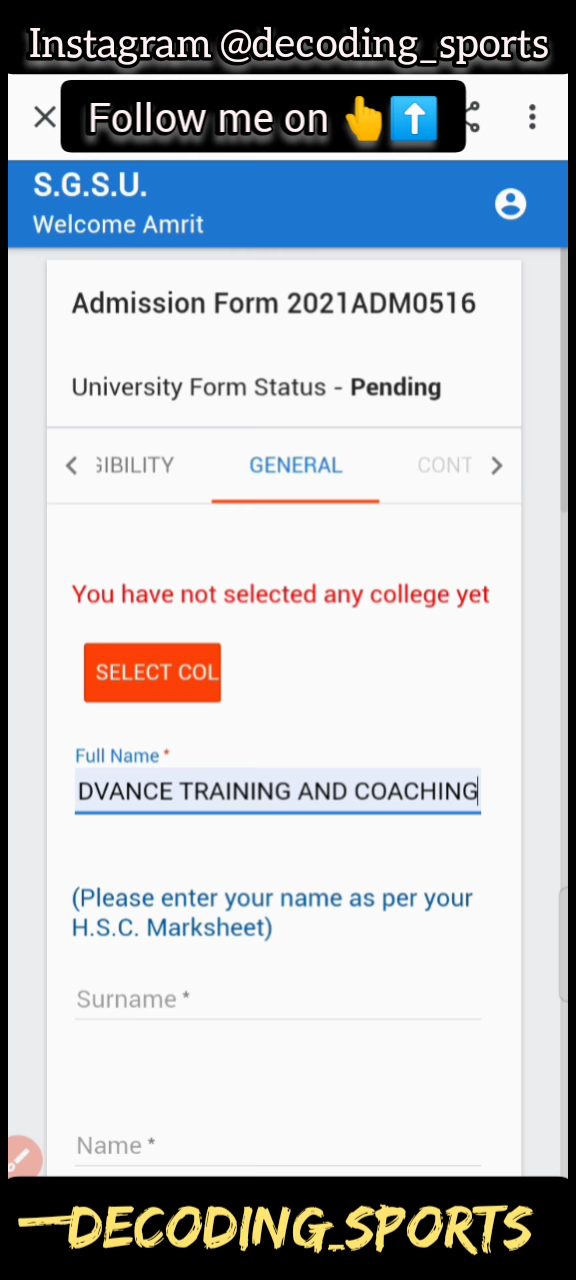 Instagram @decoding_sports
Follow me on 👆⬆️
S.G.S.U.
Welcome Amrit
Admission Form 2021ADM0516
University Form Status - Pending
GIBILITY GENERAL CONT
You have not selected any college yet
SELECT COL
Full Name *
DVANCE TRAINING AND COACHING
(Please enter your name as per your
H.S.C. Marksheet)
Surname *
Name *
—DECODING_SPORTS